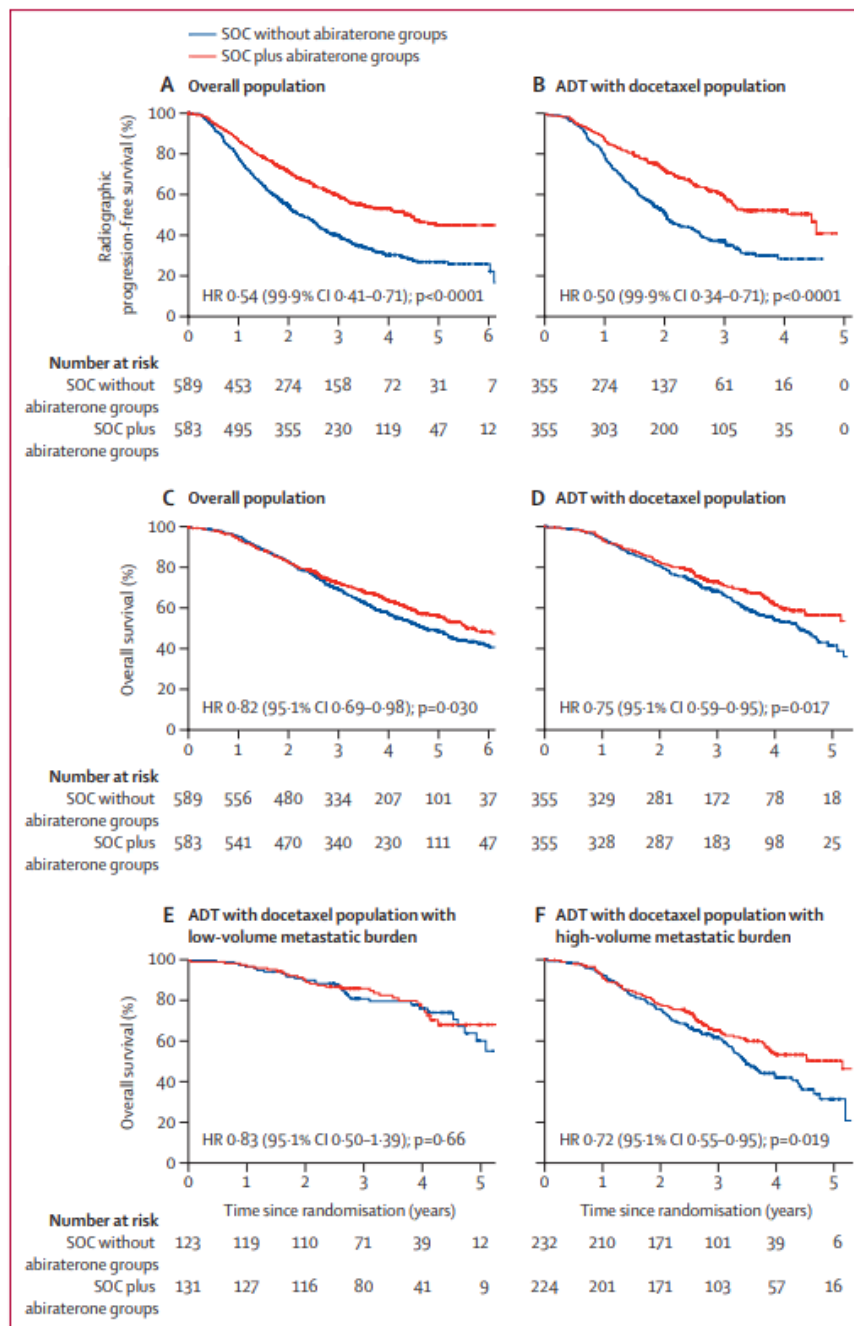 SOC without abiraterone groups
SOC plus abiraterone groups
A Overall population
B ADT with docetaxel population
Radiographic
progression-free survival (%)
100
80
60
40
20
0
HR 0·54 (99·9% CI 0·41–0·71); p<0·0001
HR 0·50 (99·9% CI 0·34–0·71); p<0·0001
0 1 2 3 4 5 6
0 1 2 3 4 5
Number at risk
SOC without 589 453 274 158 72 31 7 355 274 137 61 16 0
abiraterone groups
SOC plus 583 495 355 230 119 47 12 355 303 200 105 35 0
abiraterone groups
C Overall population
D ADT with docetaxel population
Overall survival (%)
100
80
60
40
20
0
HR 0·82 (95·1% CI 0·69–0·98); p=0·030
HR 0·75 (95·1% CI 0·59–0·95); p=0·017
0 1 2 3 4 5 6
0 1 2 3 4 5
Number at risk
SOC without 589 556 480 334 207 101 37 355 329 281 172 78 18
abiraterone groups
SOC plus 583 541 470 340 230 111 47 355 328 287 183 98 25
abiraterone groups
E ADT with docetaxel population with
low-volume metastatic burden
F ADT with docetaxel population with
high-volume metastatic burden
Overall survival (%)
100
80
60
40
20
0
HR 0·83 (95·1% CI 0·50–1·39); p=0·66
HR 0·72 (95·1% CI 0·55–0·95); p=0·019
0 1 2 3 4 5
0 1 2 3 4 5
Time since randomisation (years)
Time since randomisation (years)
Number at risk
SOC without 123 119 110 71 39 12 232 210 171 101 39 6
abiraterone groups
SOC plus 131 127 116 80 41 9 224 201 171 103 57 16
abiraterone groups